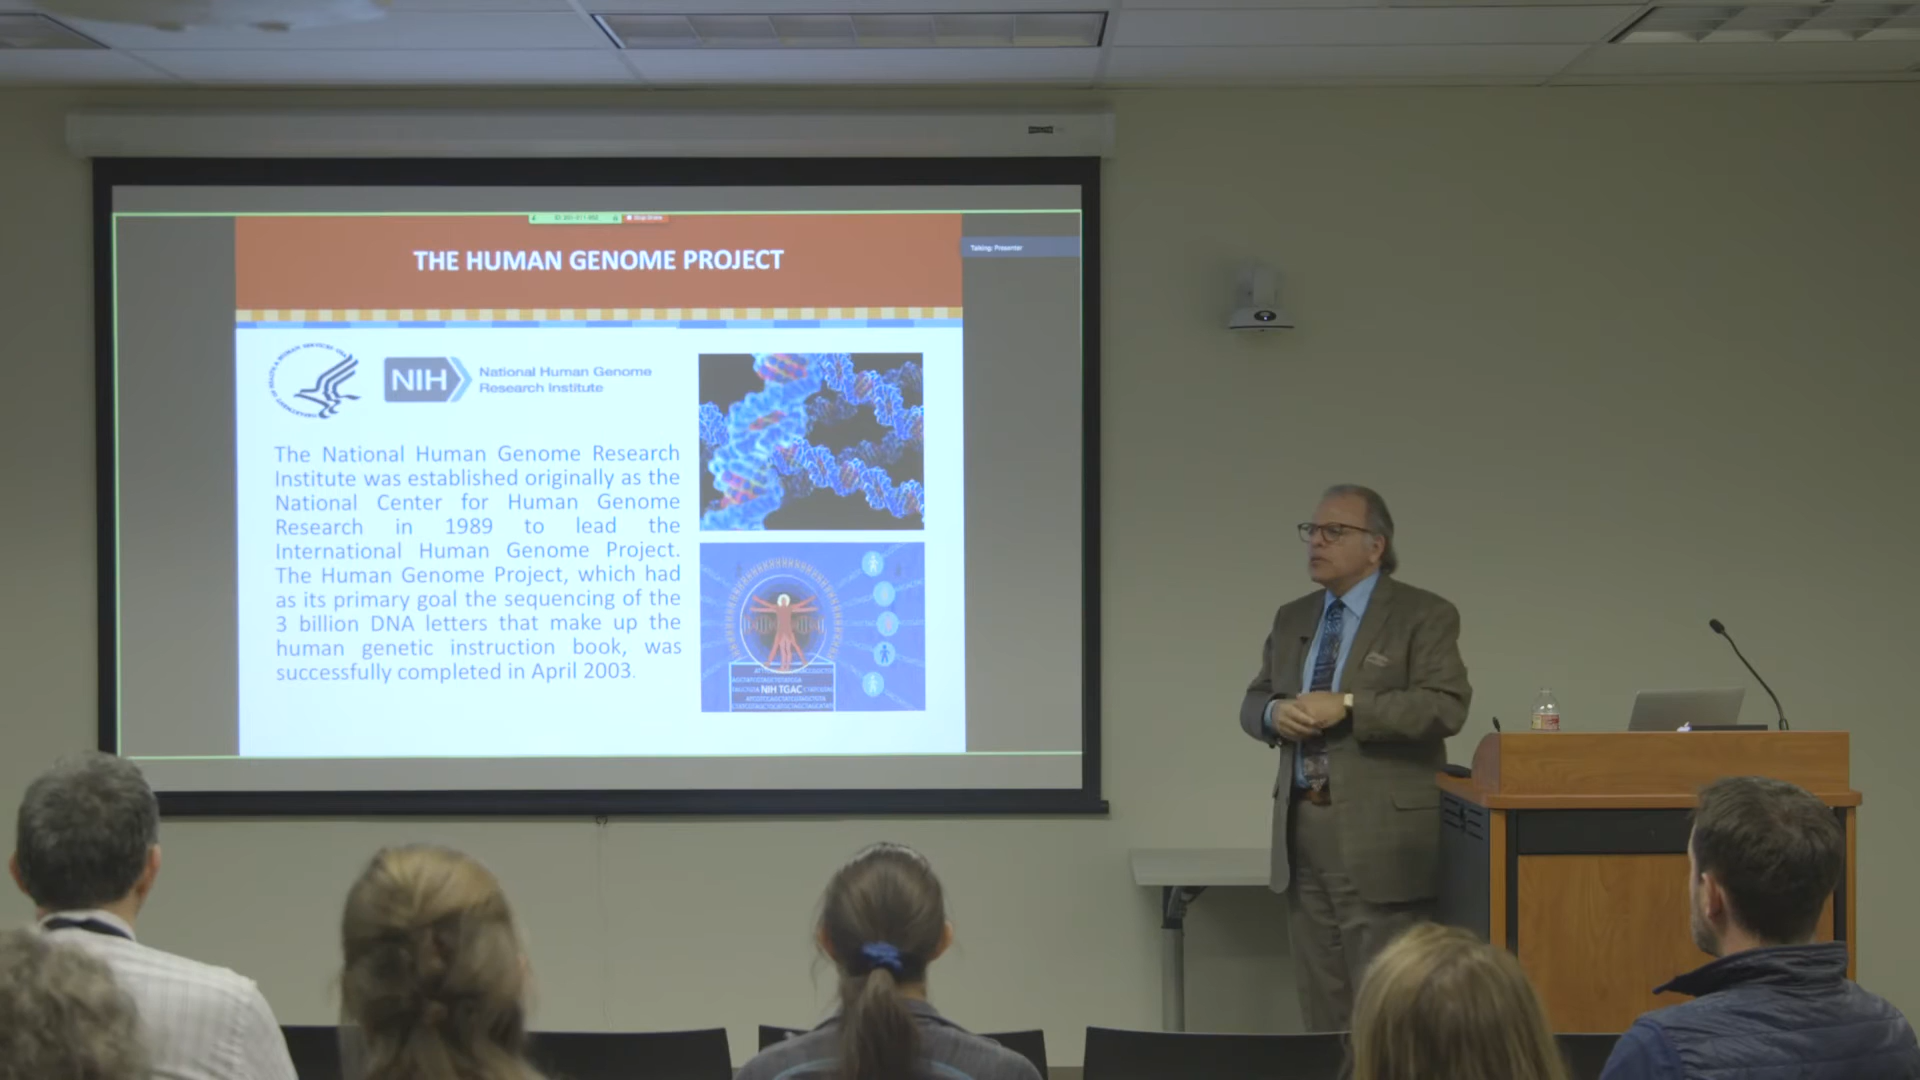 THE HUMAN GENOME PROJECT
Talking: Presenter
NIH
National Human Genome
Research Institute
The National Human Genome Research
Institute was established originally as the
National Center for Human Genome
Research in 1989 to lead the
International Human Genome Project.
The Human Genome Project, which had
as its primary goal the sequencing of the
3 billion DNA letters that make up the
human genetic instruction book, was
successfully completed in April 2003.
NIH TGAC